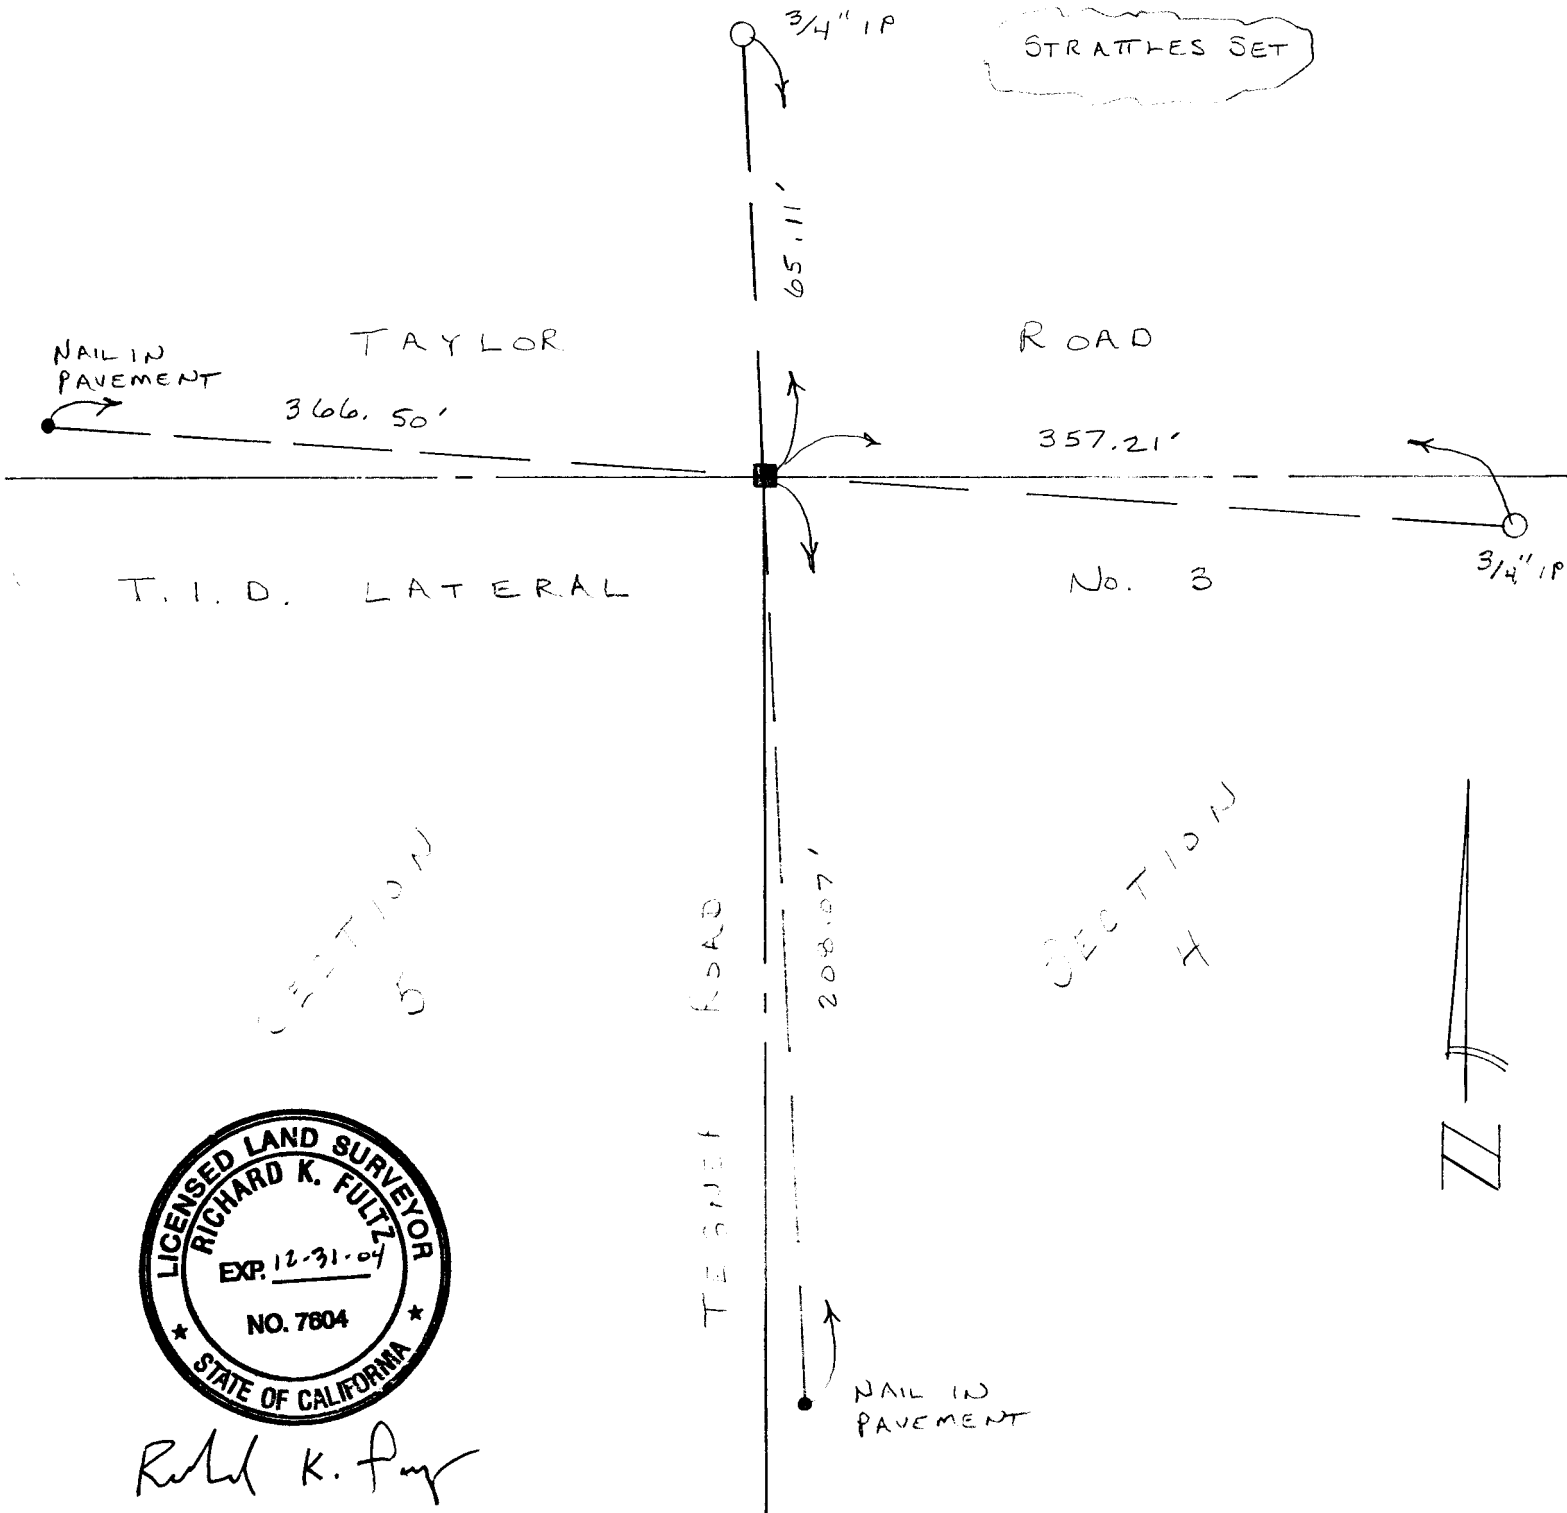 3/4" IP
STRATTLES SET
65.11'
TAYLOR ROAD
NAIL IN
PAVEMENT
366.50'
357.21'
3/4" IP
T.I.D. LATERAL No. 3
SECTION
5
SECTION
4
ROAD
208.07'
N
LICENSED LAND SURVEYOR
RICHARD K. FULTZ
EXP. 12-31-04
NO. 7604
STATE OF CALIFORNIA
NAIL IN
PAVEMENT